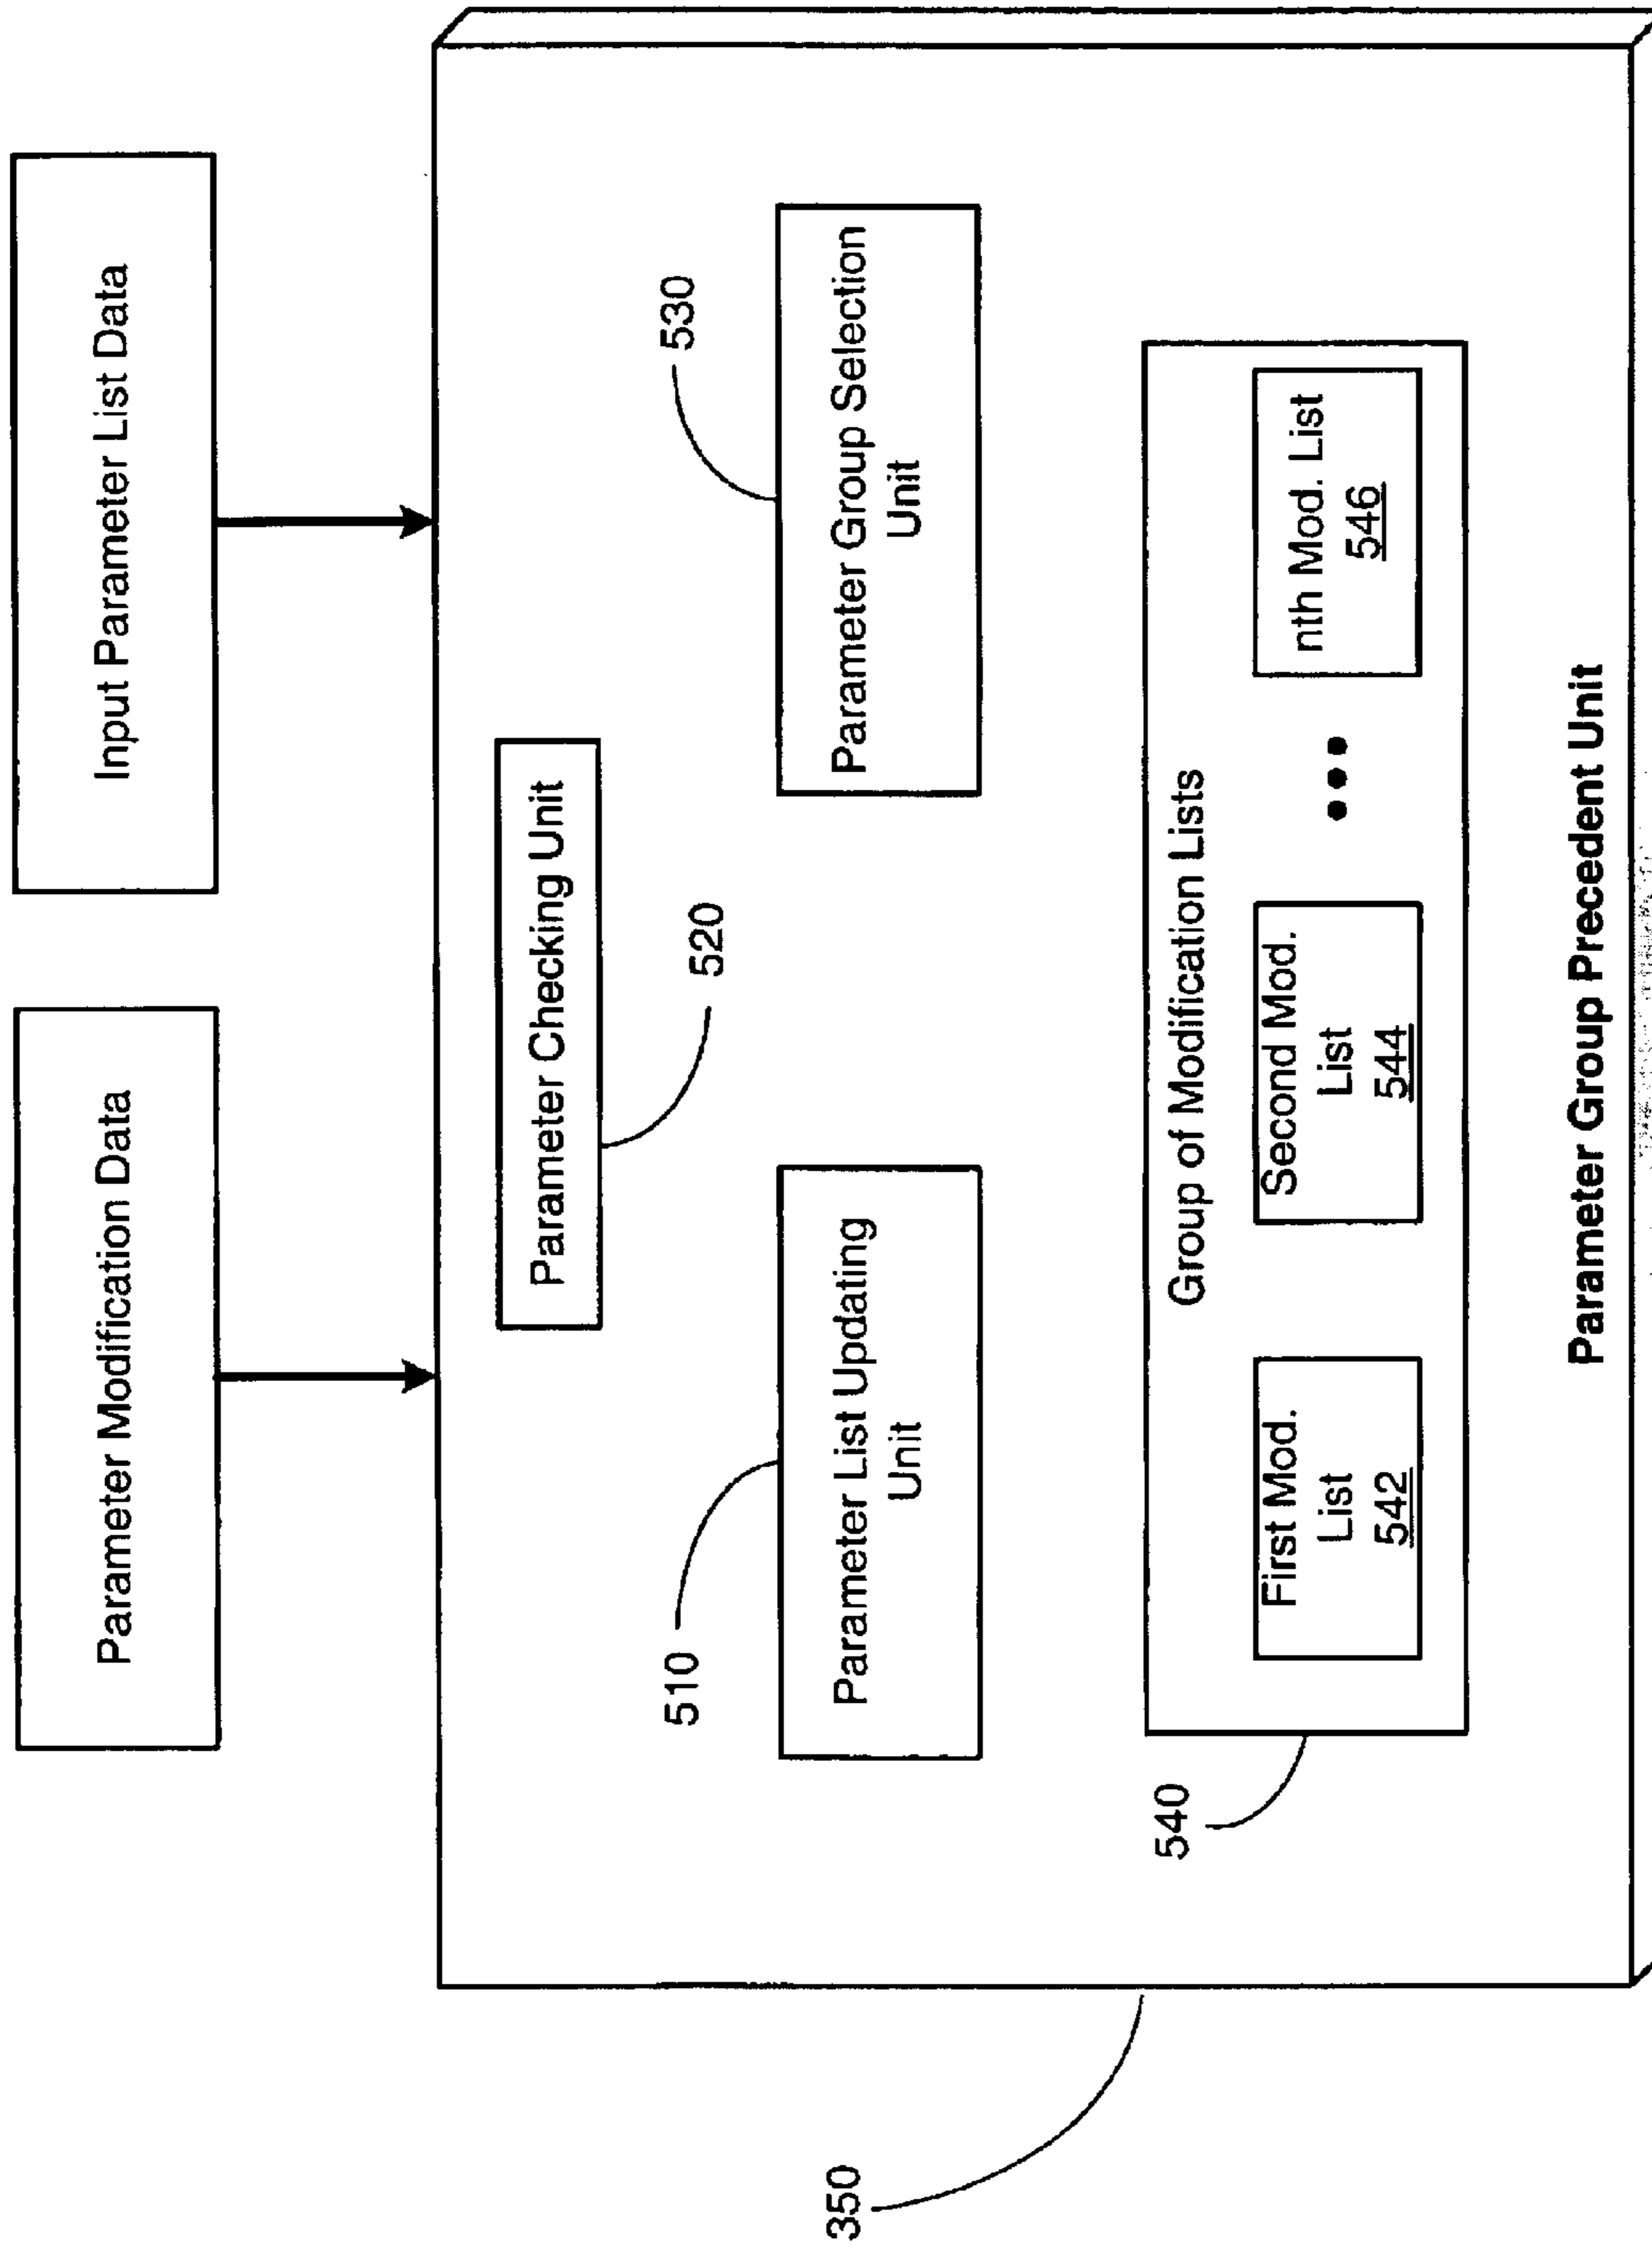 Parameter Modification Data
Input Parameter List Data
Parameter Checking Unit
520
510
530
Parameter List Updating
Unit
Parameter Group Selection
Unit
540
Group of Modification Lists
First Mod.
List
542
Second Mod.
List
544
nth Mod. List
546
350
Parameter Group Precedent Unit